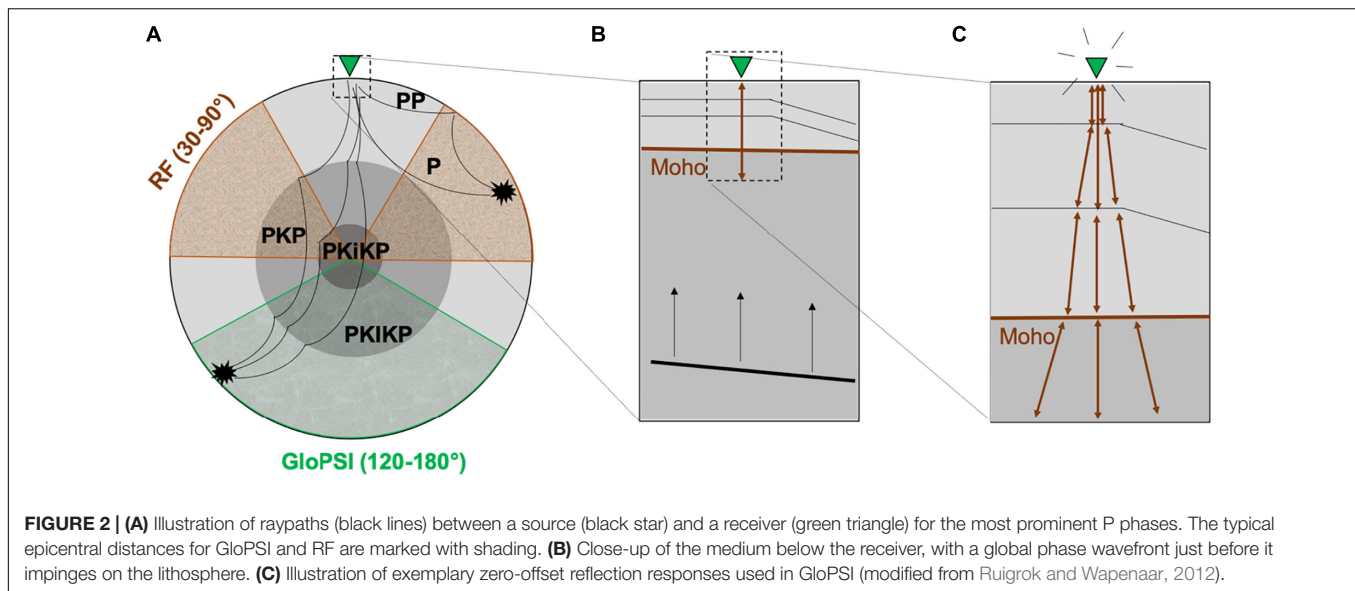 A
B
C
PP
RF (30-90°)
P
PKP
PKiKP
PKIKP
GloPSI (120-180°)
Moho
Moho
FIGURE 2 | (A) Illustration of raypaths (black lines) between a source (black star) and a receiver (green triangle) for the most prominent P phases. The typical
epicentral distances for GloPSI and RF are marked with shading. (B) Close-up of the medium below the receiver, with a global phase wavefront just before it
impinges on the lithosphere. (C) Illustration of exemplary zero-offset reflection responses used in GloPSI (modified from Ruigrok and Wapenaar, 2012).